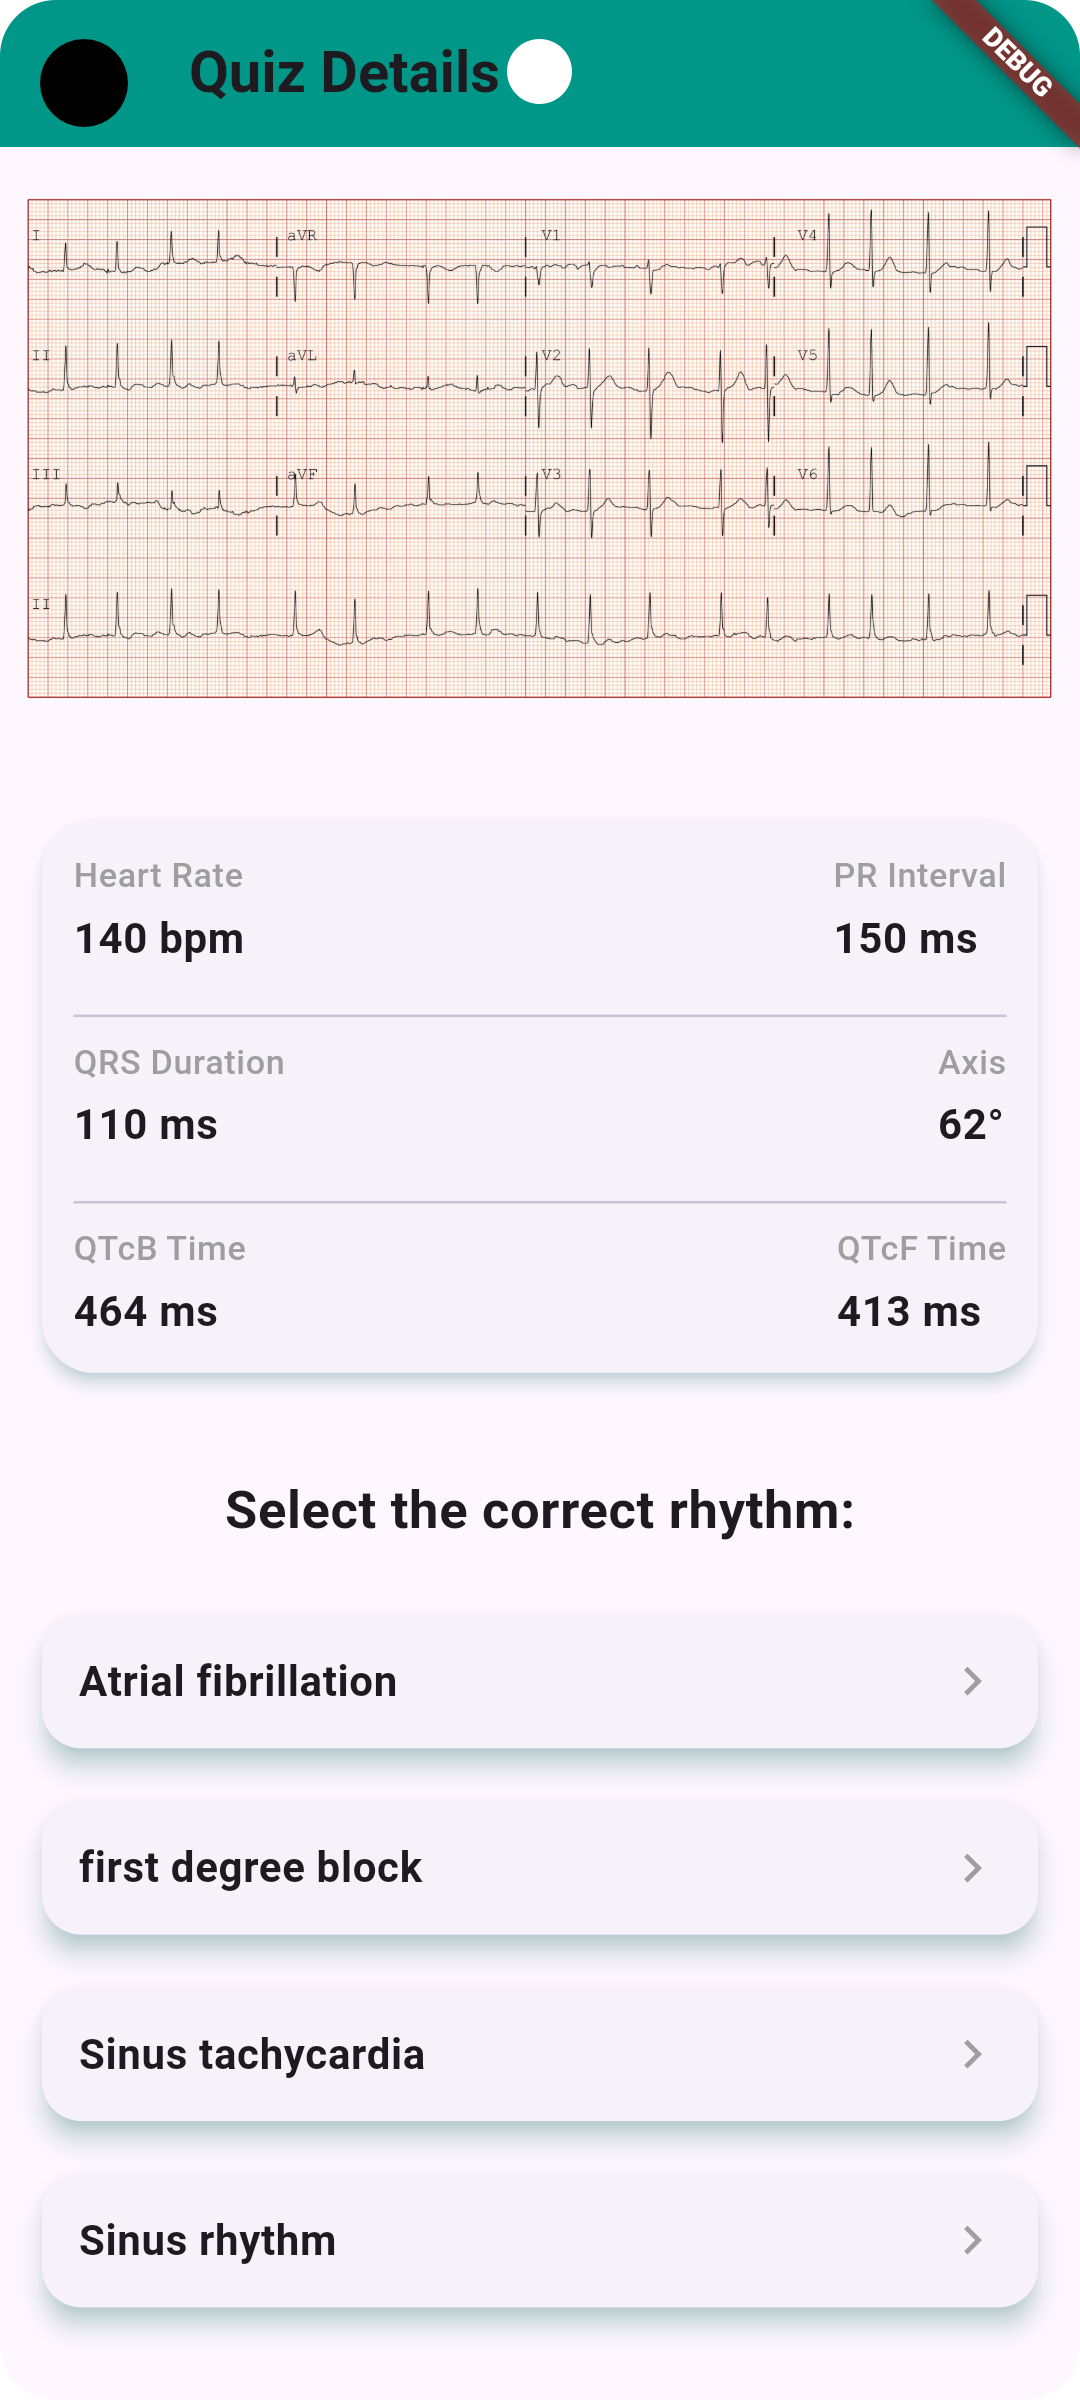 Quiz Details
DEBUG
I aVR V1 V4
II aVL V2 V5
III aVF V3 V6
II
Heart Rate PR Interval
140 bpm 150 ms
QRS Duration Axis
110 ms 62°
QTcB Time QTcF Time
464 ms 413 ms
Select the correct rhythm:
Atrial fibrillation
first degree block
Sinus tachycardia
Sinus rhythm